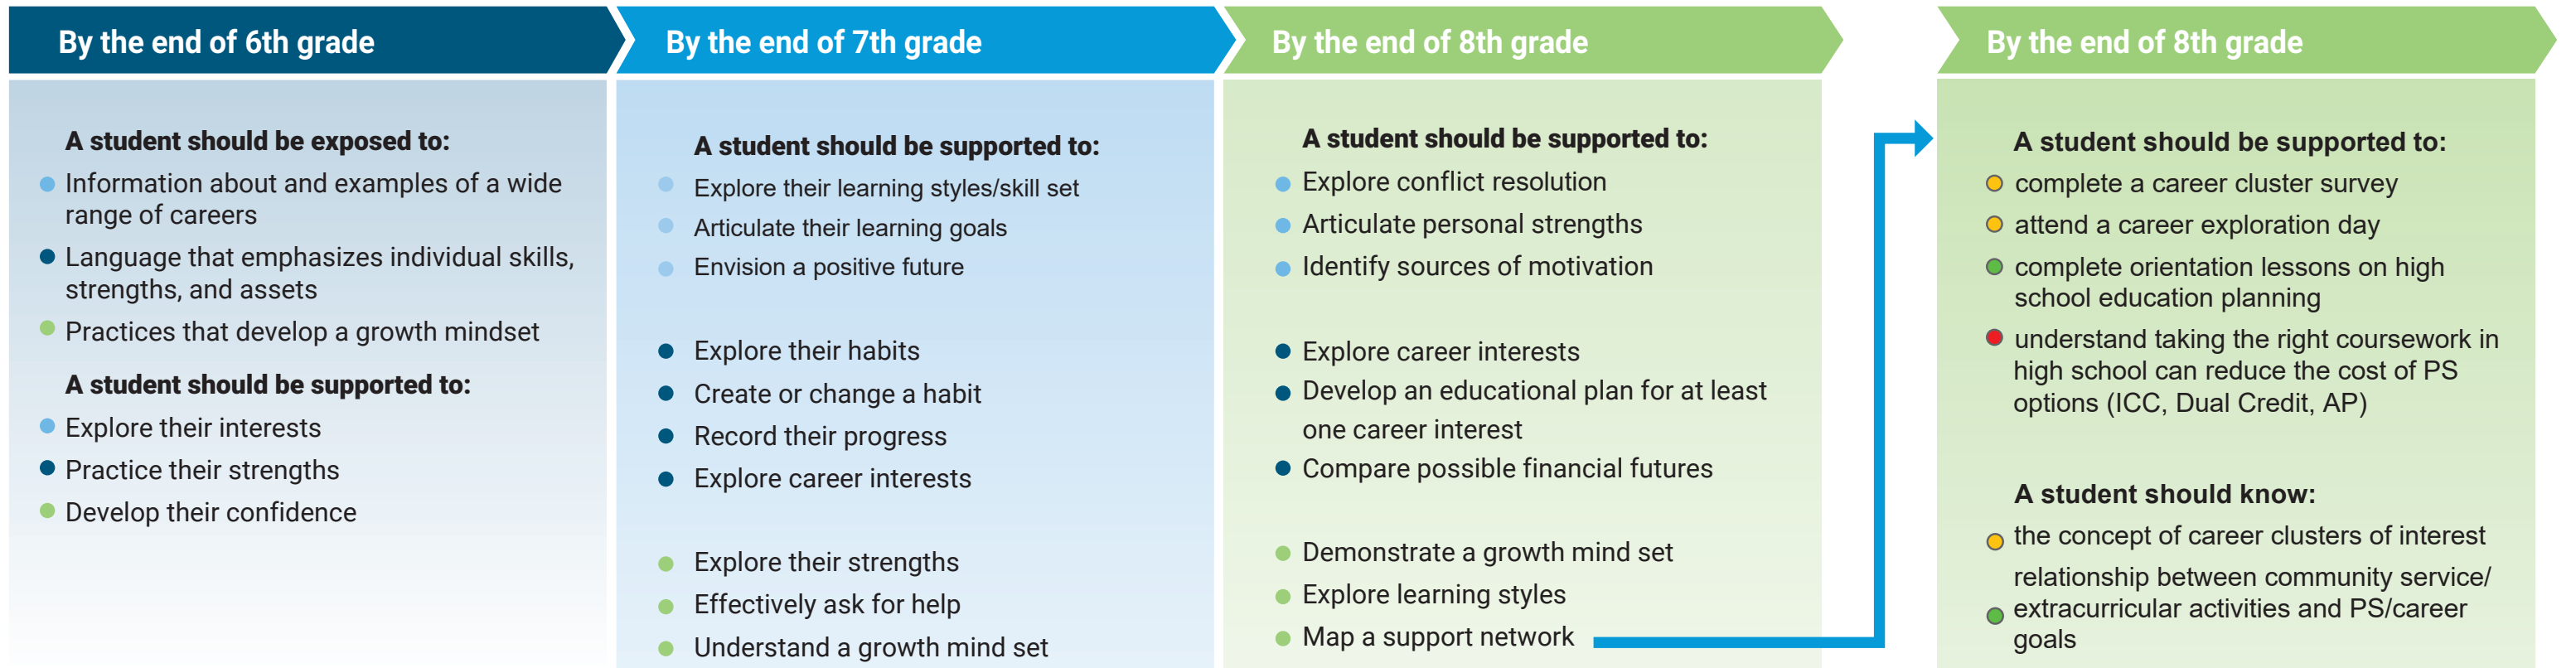 By the end of 6th grade
A student should be exposed to:
Information about and examples of a wide
range of careers
Language that emphasizes individual skills,
strengths, and assets
Practices that develop a growth mindset
A student should be supported to:
Explore their interests
Practice their strengths
Develop their confidence
By the end of 7th grade
A student should be supported to:
Explore their learning styles/skill set
Articulate their learning goals
Envision a positive future
Explore their habits
Create or change a habit
Record their progress
Explore career interests
Explore their strengths
Effectively ask for help
Understand a growth mind set
By the end of 8th grade
A student should be supported to:
Explore conflict resolution
Articulate personal strengths
Identify sources of motivation
Explore career interests
Develop an educational plan for at least
one career interest
Compare possible financial futures
Demonstrate a growth mind set
Explore learning styles
Map a support network
By the end of 8th grade
A student should be supported to:
complete a career cluster survey
attend a career exploration day
complete orientation lessons on high
school education planning
understand taking the right coursework in
high school can reduce the cost of PS
options (ICC, Dual Credit, AP)
A student should know:
the concept of career clusters of interest
relationship between community service/
extracurricular activities and PS/career
goals